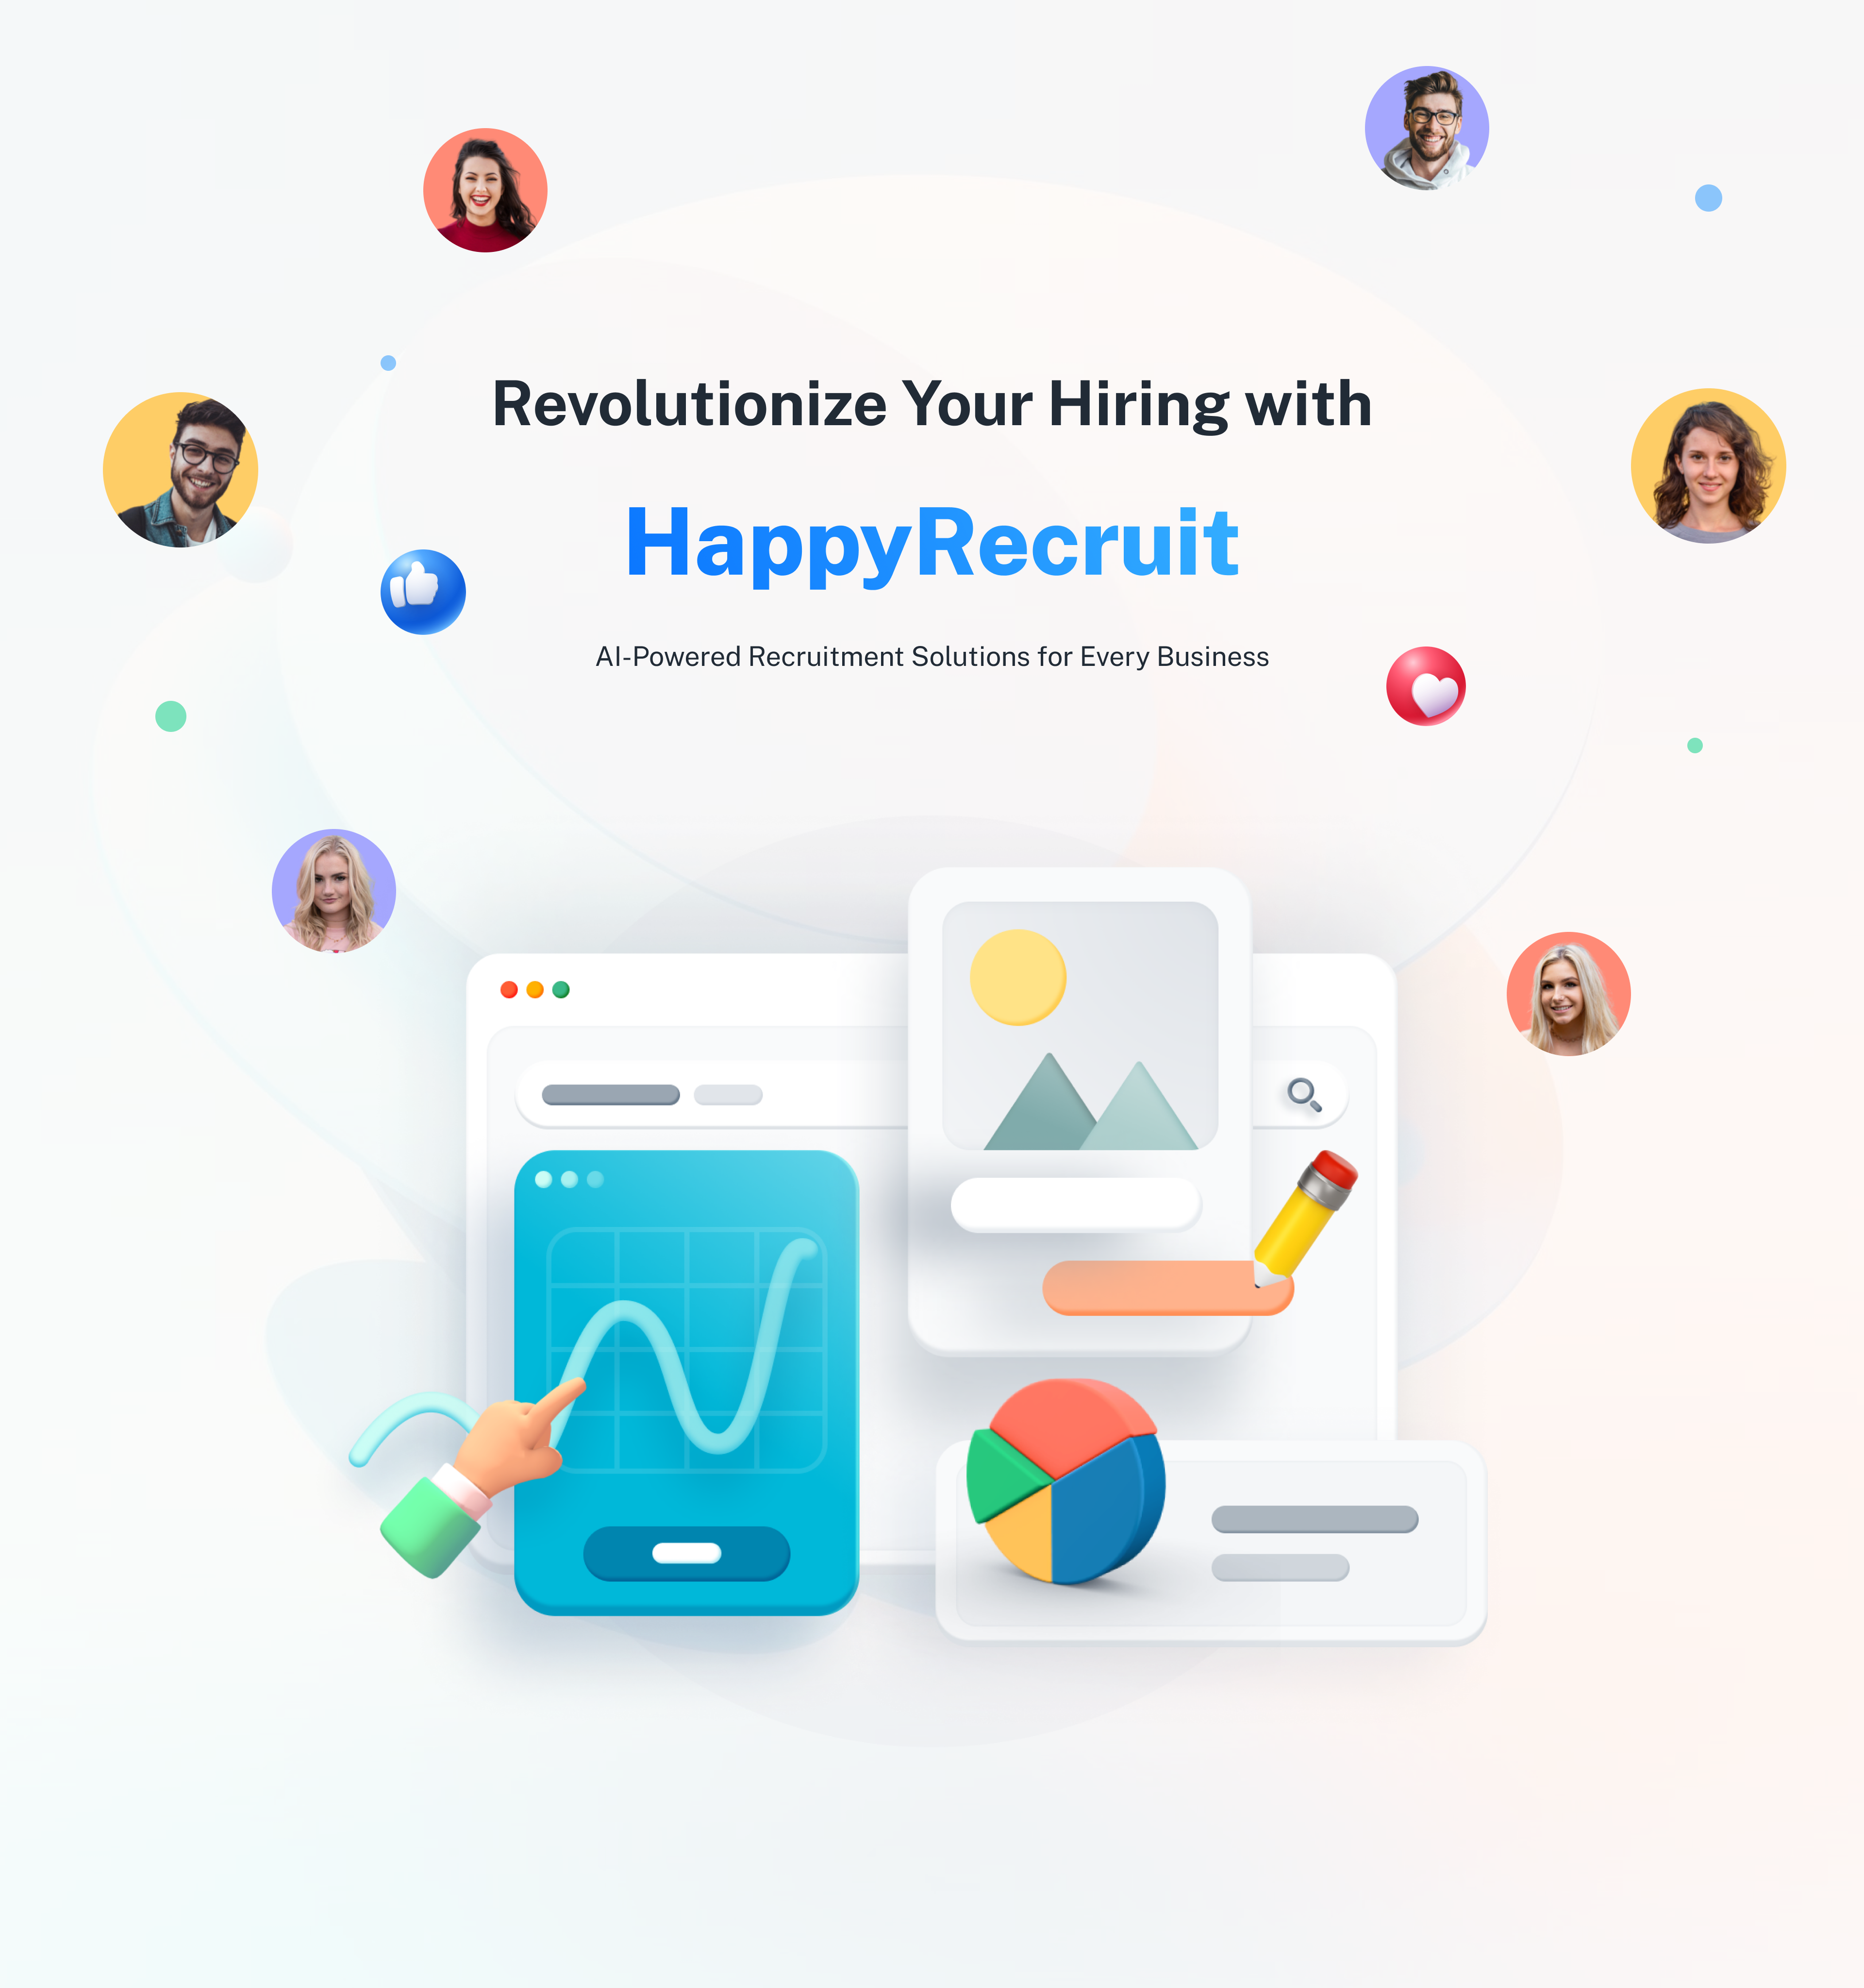 Revolutionize Your Hiring with
HappyRecruit
AI-Powered Recruitment Solutions for Every Business